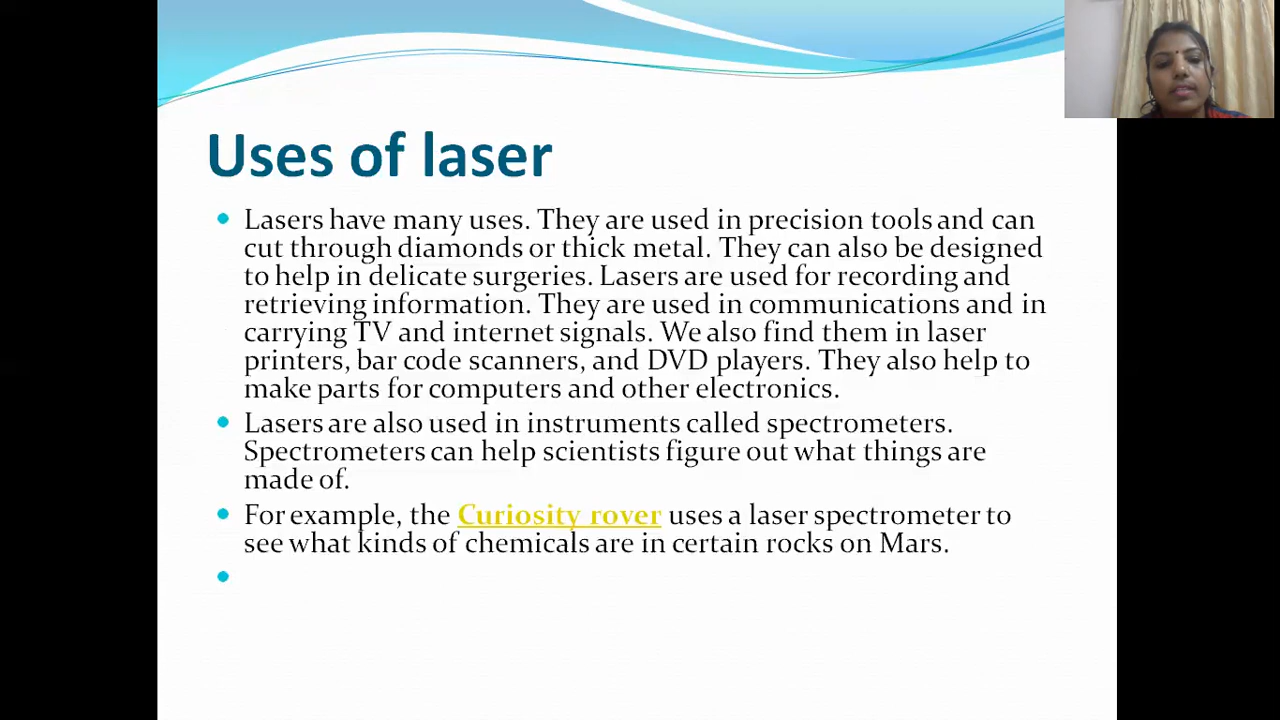 Uses of laser
Lasers have many uses. They are used in precision tools and can
cut through diamonds or thick metal. They can also be designed
to help in delicate surgeries. Lasers are used for recording and
retrieving information. They are used in communications and in
carrying TV and internet signals. We also find them in laser
printers, bar code scanners, and DVD players. They also help to
make parts for computers and other electronics.
Lasers are also used in instruments called spectrometers.
Spectrometers can help scientists figure out what things are
made of.
For example, the Curiosity rover uses a laser spectrometer to
see what kinds of chemicals are in certain rocks on Mars.